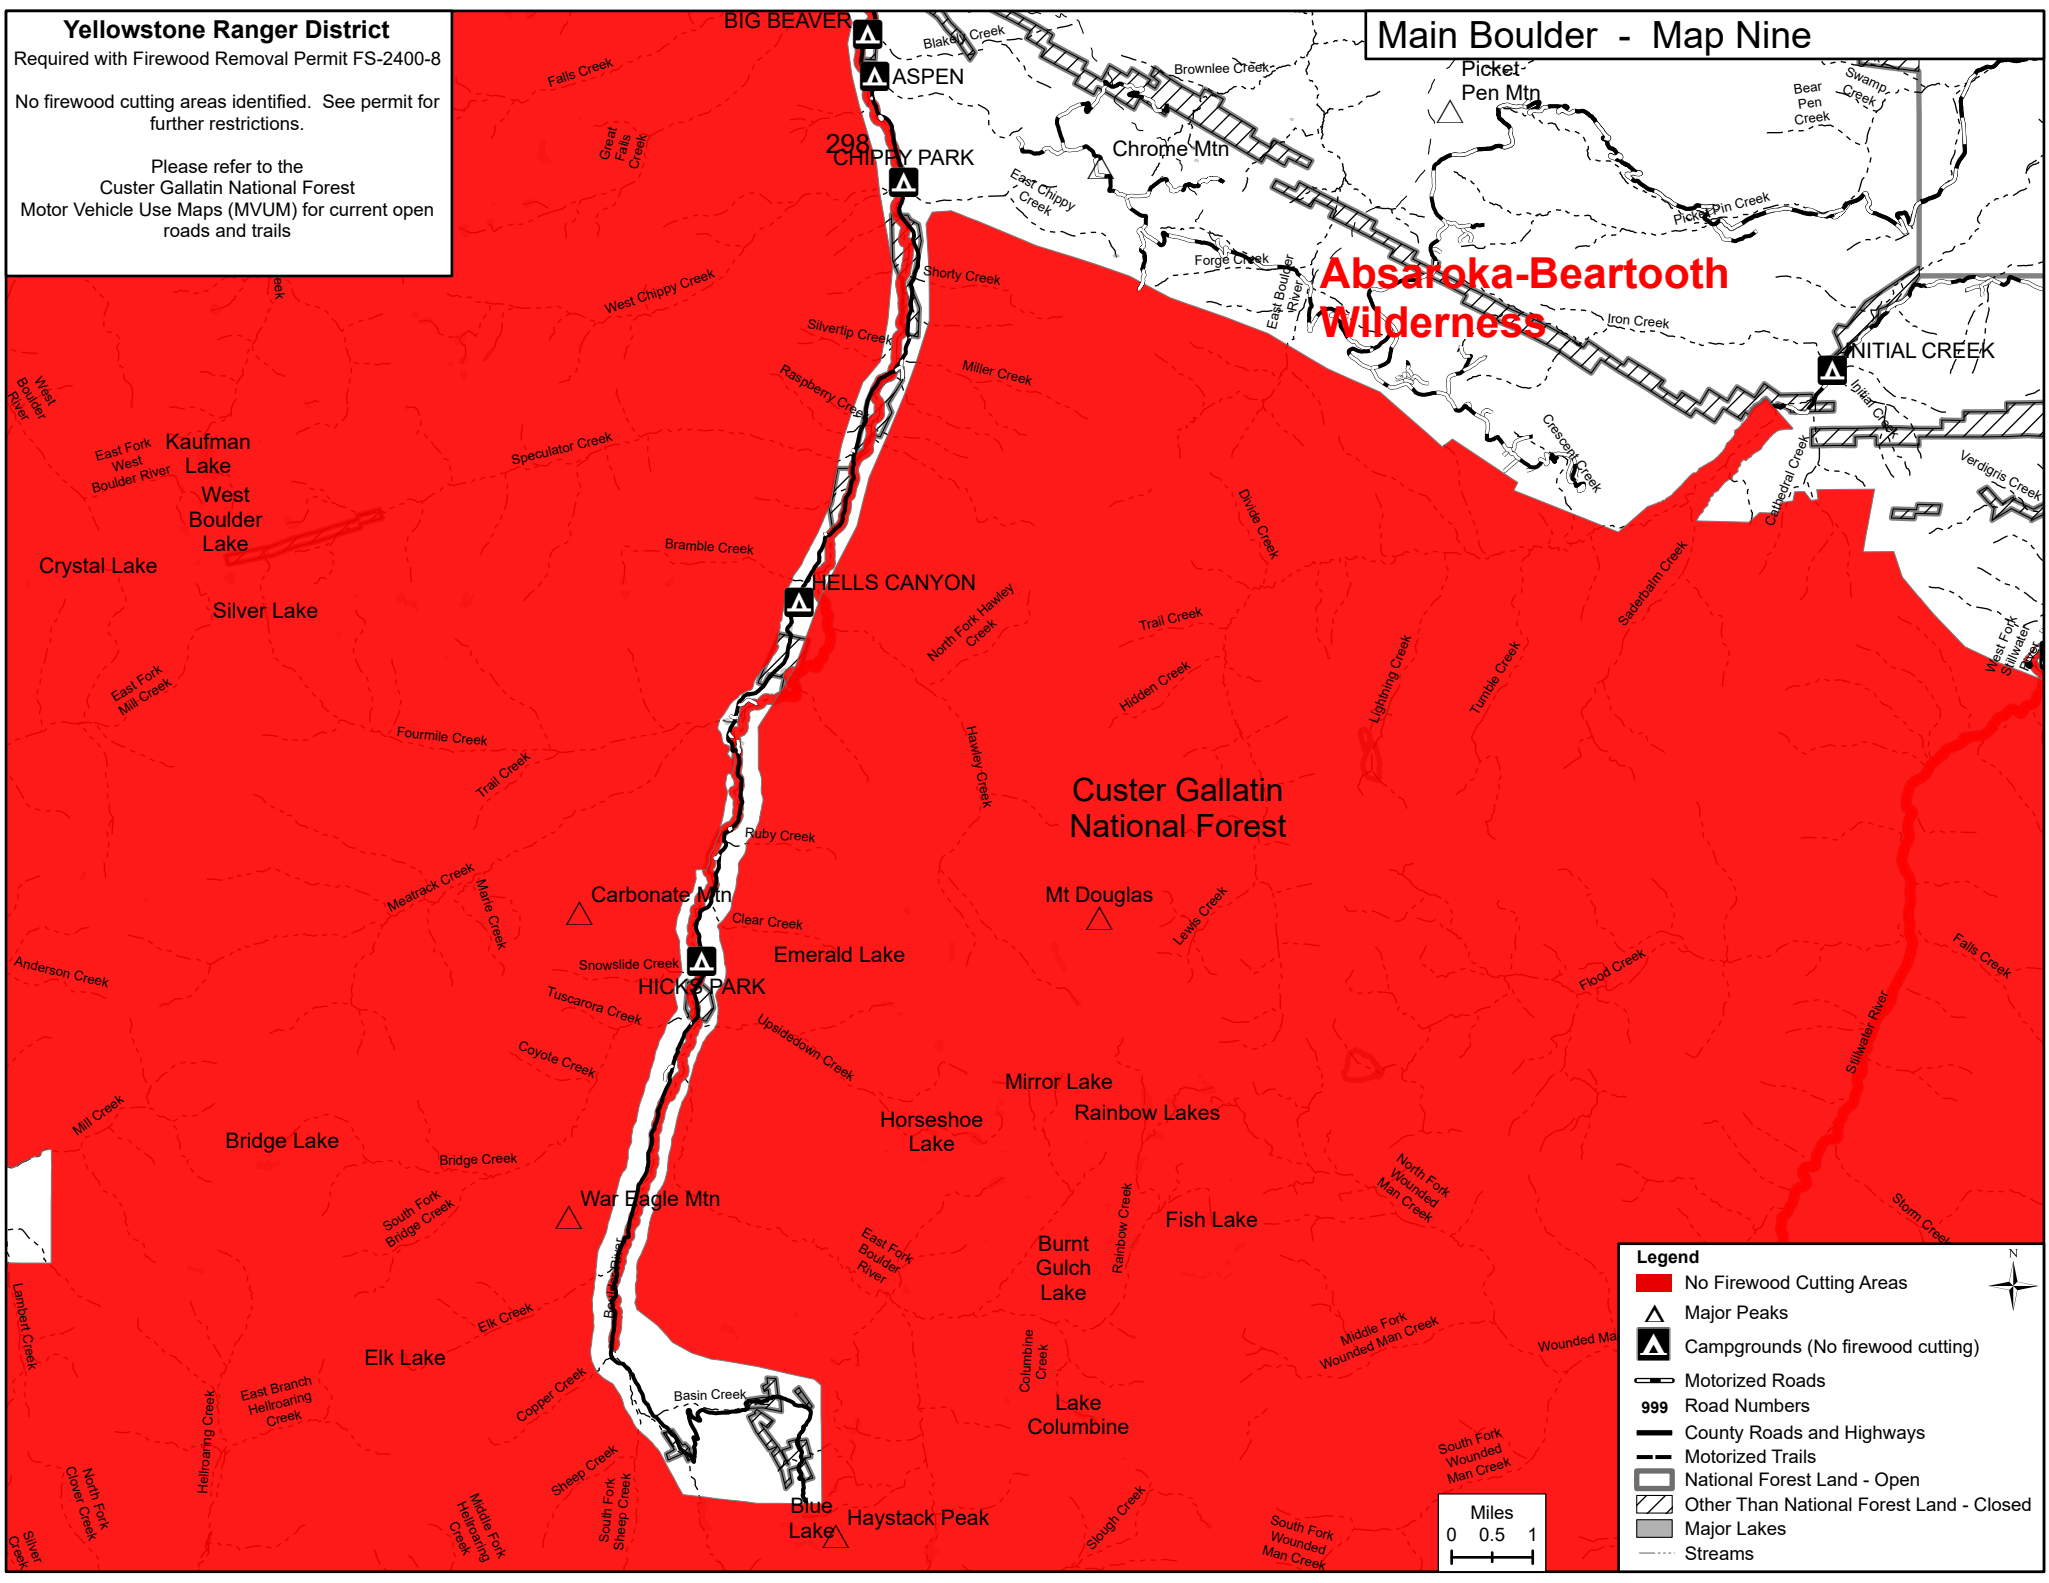 Yellowstone Ranger District
Required with Firewood Removal Permit FS-2400-8
No firewood cutting areas identified.  See permit for
further restrictions.
Please refer to the
Custer Gallatin National Forest
Motor Vehicle Use Maps (MVUM) for current open
roads and trails
Main Boulder  -  Map Nine
BIG BEAVER
ASPEN
Blakely Creek
Brownlee Creek
Picket
Pen Mtn
Bear
Pen
Creek
Swamp
Creek
Falls Creek
Great
Falls
Creek
298
CHIPPY PARK
Chrome Mtn
East Chippy
Creek
Picket Pin Creek
Forge Creek
East Boulder
River
Absaroka-Beartooth
Wilderness
Iron Creek
INITIAL CREEK
Initial Creek
eek
West Chippy Creek
Shorty Creek
Silvertip Creek
Miller Creek
Raspberry Creek
West
Boulder
River
East Fork
West
Boulder River
Kaufman
Lake
West
Boulder
Lake
Speculator Creek
Crescent Creek
Cathedral Creek
Verdigris Creek
Divide Creek
Crystal Lake
Silver Lake
Bramble Creek
HELLS CANYON
North Fork Hawley
Creek
Trail Creek
Saderbalm Creek
West Fork
Stillwater
River
East Fork
Mill Creek
Hidden Creek
Lightning Creek
Tumble Creek
Fourmile Creek
Trail Creek
Hawley Creek
Custer Gallatin
National Forest
Ruby Creek
Meatrack Creek
Marie Creek
Carbonate Mtn
Mt Douglas
Lewis Creek
Clear Creek
Emerald Lake
Snowslide Creek
HICKS PARK
Anderson Creek
Tuscarora Creek
Upsidedown Creek
Coyote Creek
Flood Creek
Falls Creek
Stillwater River
Mirror Lake
Rainbow Lakes
Horseshoe
Lake
Mill Creek
Bridge Lake
Bridge Creek
South Fork
Bridge Creek
War Eagle Mtn
North Fork
Wounded
Man Creek
Storm Creek
Fish Lake
Rainbow Creek
East Fork
Boulder
River
Burnt
Gulch
Lake
Boulder River
Lambert Creek
Elk Creek
Elk Lake
Middle Fork
Wounded Man Creek
Wounded Ma
Columbine
Creek
East Branch
Hellroaring
Creek
Hellroaring Creek
Copper Creek
Basin Creek
Lake
Columbine
South Fork
Wounded
Man Creek
North Fork
Clover Creek
Silver
Creek
Middle Fork
Hellroaring
Creek
Sheep Creek
South Fork
Sheep Creek
Blue
Lake
Haystack Peak
Slough Creek
South Fork
Wounded
Man Creek
Miles
0 0.5 1
Legend
N
No Firewood Cutting Areas
Major Peaks
Campgrounds (No firewood cutting)
Motorized Roads
999 Road Numbers
County Roads and Highways
Motorized Trails
National Forest Land - Open
Other Than National Forest Land - Closed
Major Lakes
Streams